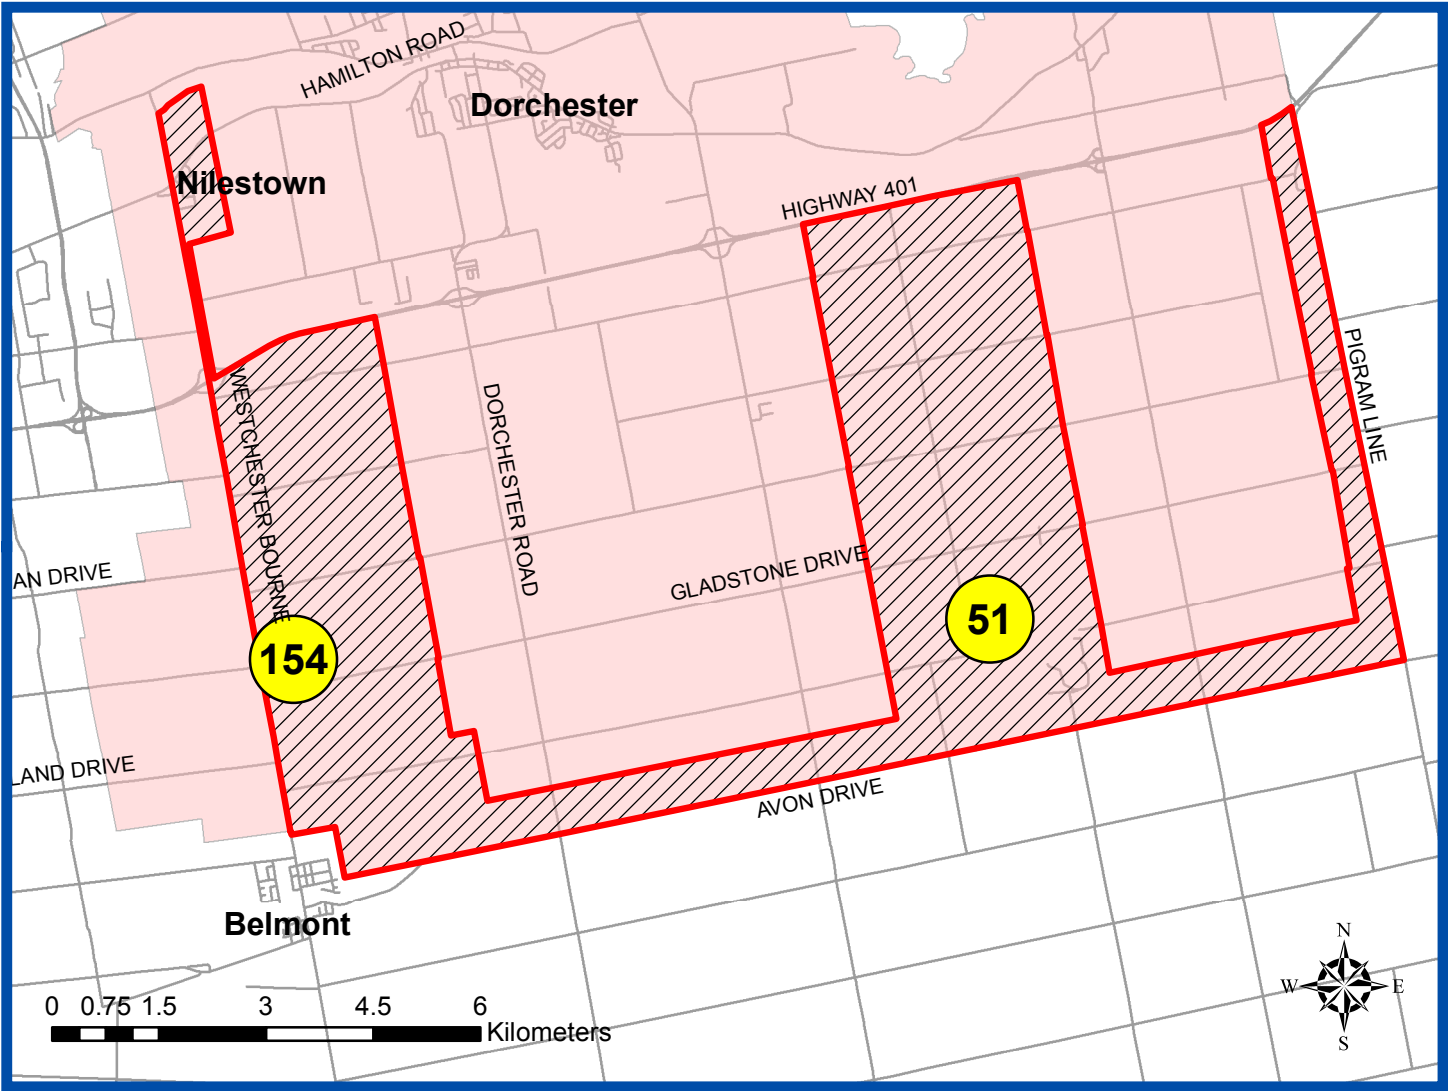 HAMILTON ROAD
Dorchester
Nilestown
HIGHWAY 401
PIGRAM LINE
WESTCHESTER BOURNE
DORCHESTER ROAD
GLADSTONE DRIVE
AN DRIVE
51
154
LAND DRIVE
AVON DRIVE
Belmont
N
W E
S
0 0.75 1.5 3 4.5 6
Kilometers